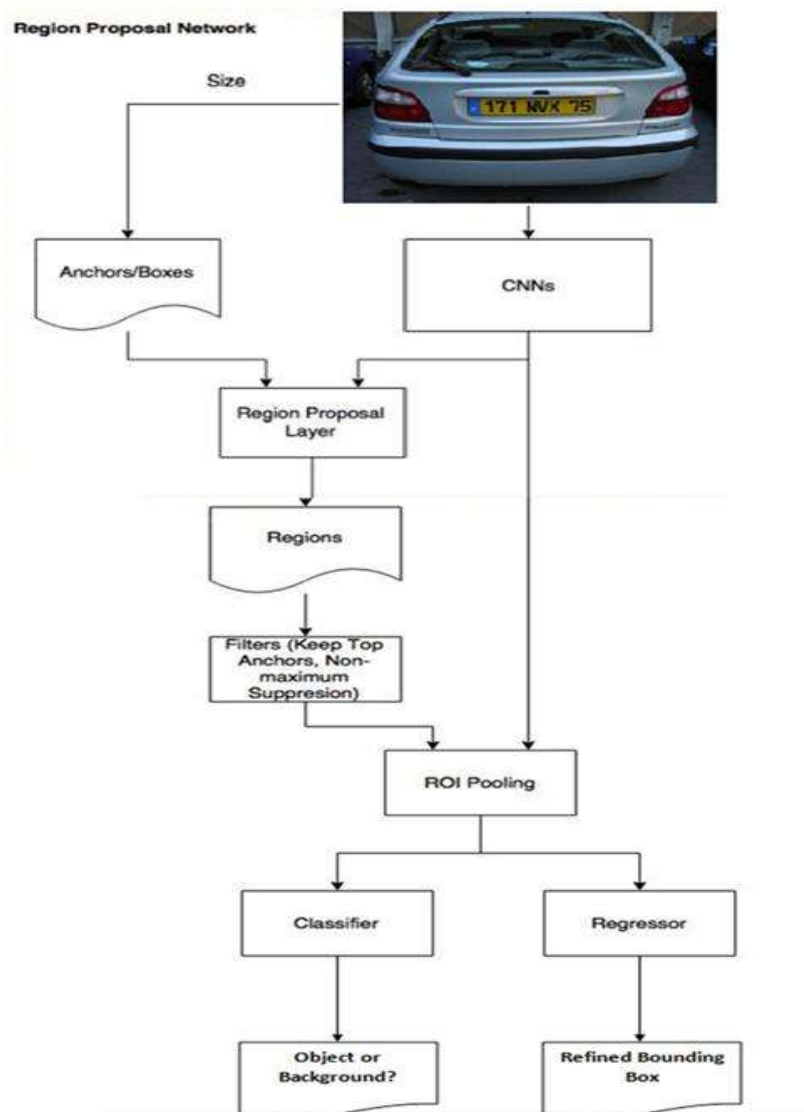 Region Proposal Network
Size
171 NVK 75
Anchors/Boxes
CNNs
Region Proposal
Layer
Regions
Filters (Keep Top
Anchors, Non-
maximum
Suppresion)
ROI Pooling
Classifier
Regressor
Object or
Background?
Refined Bounding
Box